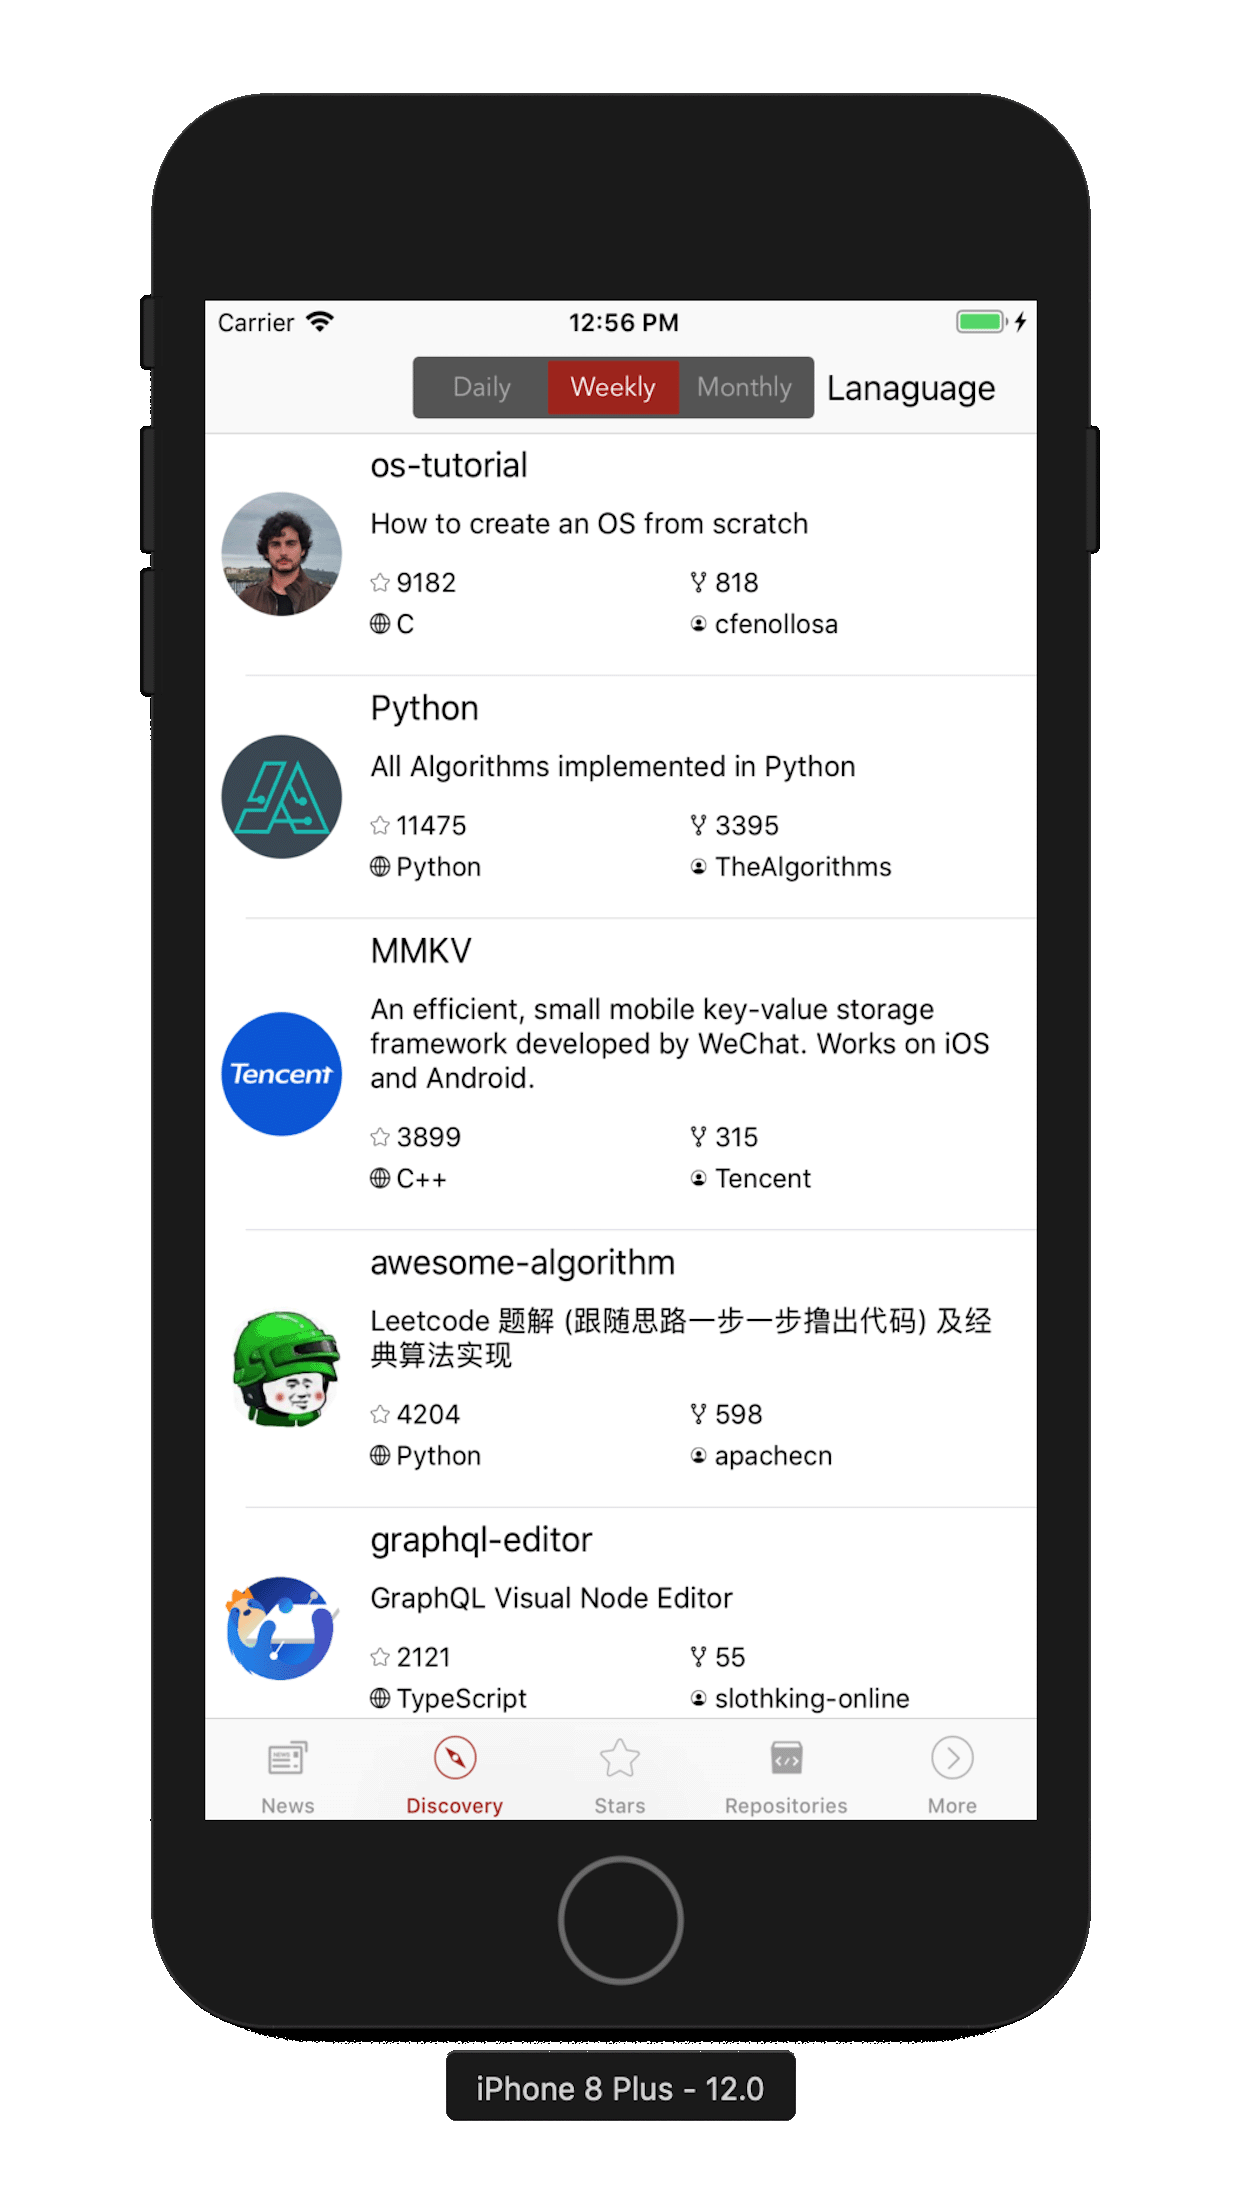 Carrier 12:56 PM
Daily Weekly Monthly Lanaguage
os-tutorial
How to create an OS from scratch
9182 818
C cfenollosa
Python
All Algorithms implemented in Python
11475 3395
Python TheAlgorithms
MMKV
An efficient, small mobile key-value storage
framework developed by WeChat. Works on iOS
and Android.
Tencent
3899 315
C++ Tencent
awesome-algorithm
Leetcode 题解 (跟随思路一步一步撸出代码) 及经
典算法实现
4204 598
Python apachecn
graphql-editor
GraphQL Visual Node Editor
2121 55
TypeScript slothking-online
NEWS
News Discovery Stars Repositories More
iPhone 8 Plus - 12.0